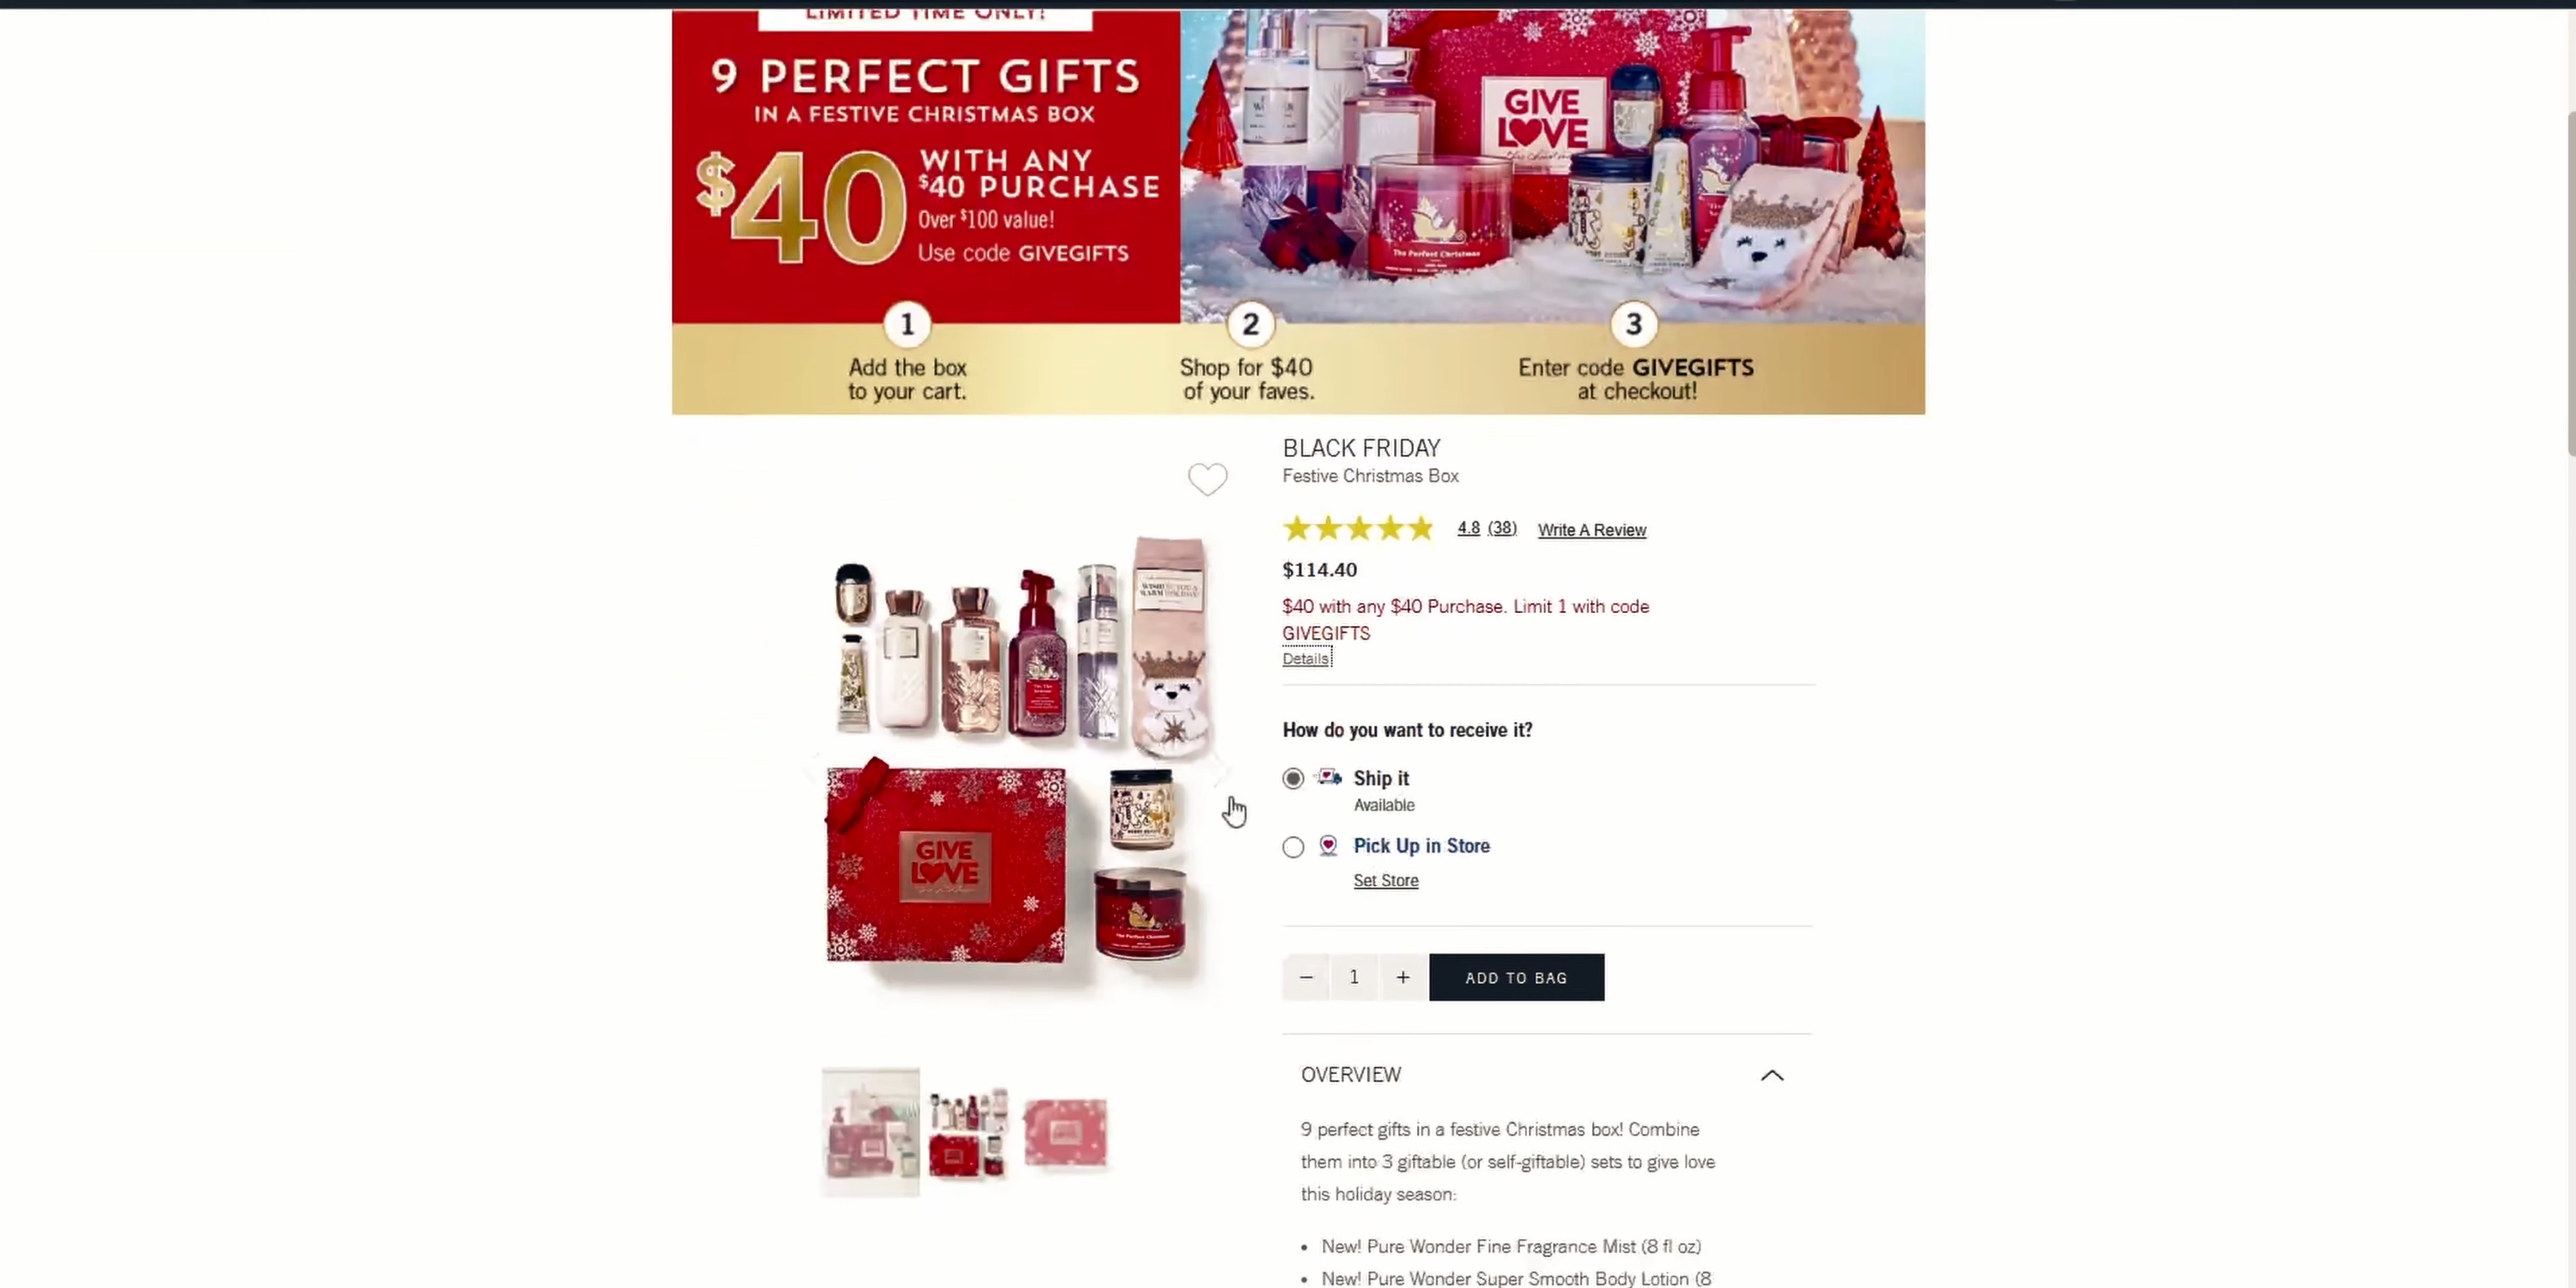 LIMITED TIME ONLY!
9 PERFECT GIFTS
IN A FESTIVE CHRISTMAS BOX
$40
WITH ANY
$40 PURCHASE
Over $100 value!
Use code GIVEGIFTS
GIVE
LOVE
The Perfect Christmas
1
Add the box
to your cart.
2
Shop for $40
of your faves.
3
Enter code GIVEGIFTS
at checkout!
BLACK FRIDAY
Festive Christmas Box
4.8 (38) Write A Review
$114.40
$40 with any $40 Purchase. Limit 1 with code
GIVEGIFTS
Details
GIVE
LOVE
The Perfect Christmas
How do you want to receive it?
Ship it
Available
Pick Up in Store
Set Store
− 1 + ADD TO BAG
OVERVIEW
9 perfect gifts in a festive Christmas box! Combine
them into 3 giftable (or self-giftable) sets to give love
this holiday season:
• New! Pure Wonder Fine Fragrance Mist (8 fl oz)
• New! Pure Wonder Super Smooth Body Lotion (8